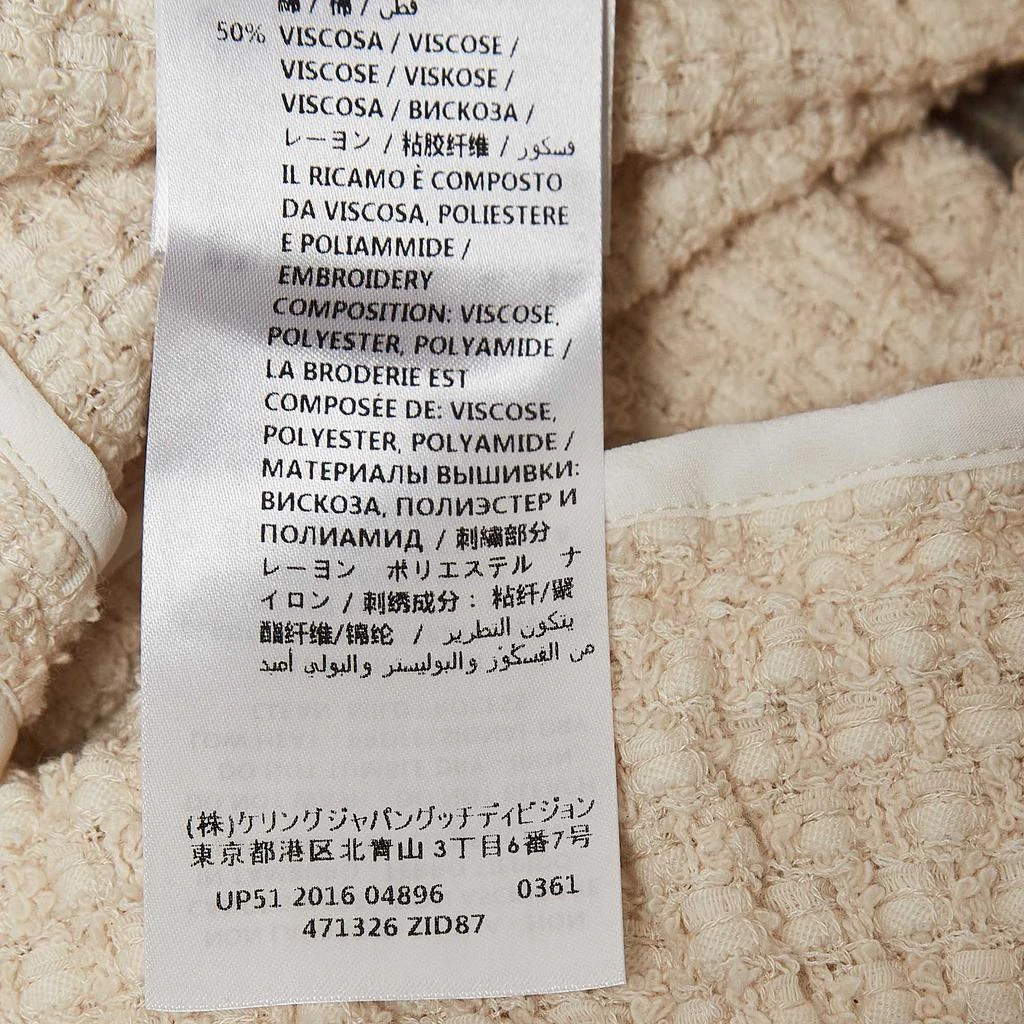 棉 / 棉 / قطن
50% VISCOSA / VISCOSE /
VISCOSE / VISKOSE /
VISCOSA / ВИСКОЗА /
レーヨン / 粘胶纤维 / فسكوز
IL RICAMO È COMPOSTO
DA VISCOSA, POLIESTERE
E POLIAMMIDE /
EMBROIDERY
COMPOSITION: VISCOSE,
POLYESTER, POLYAMIDE /
LA BRODERIE EST
COMPOSÉE DE: VISCOSE,
POLYESTER, POLYAMIDE /
МАТЕРИАЛЫ ВЫШИВКИ:
ВИСКОЗА, ПОЛИЭСТЕР И
ПОЛИАМИД / 刺繍部分
レーヨン ポリエステル ナ
イロン / 刺绣成分: 粘纤/聚
酯纤维/锦纶 / يتكون التطريز
من الفسكوز والبوليستر والبولي أميد
(株)ケリングジャパングッチディビジョン
東京都港区北青山 3丁目6番7号
UP51 2016 04896 0361
471326 ZID87